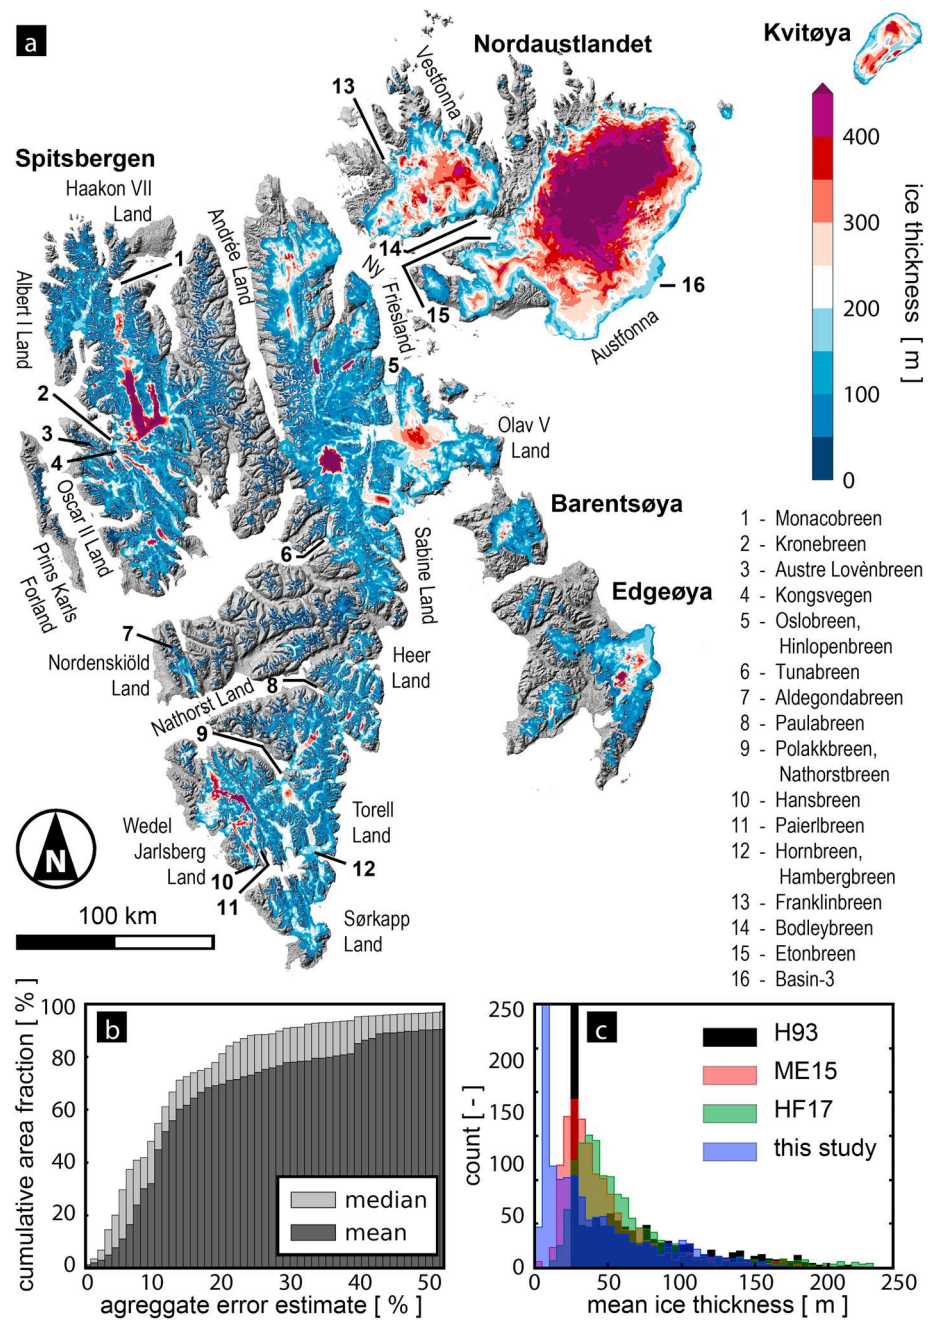 a
Nordaustlandet
Kvitøya
Vestfonna
13
400
300
200
100
0
ice thickness [ m ]
Spitsbergen
Haakon VII
Land
Andrée Land
1
Albert I Land
14
Ny
Friesland
15
16
Austfonna
2
3
4
5
Olav V
Land
Oscar II Land
Prins Karls
Forland
6
Sabine Land
Barentsøya
Edgeøya
7
Nordenskiöld
Land
8
Heer
Land
Nathorst Land
9
Wedel
Jarlsberg
Land
Torell
Land
10
11
12
Sørkapp
Land
N
100 km
1 - Monacobreen
2 - Kronebreen
3 - Austre Lovènbreen
4 - Kongsvegen
5 - Oslobreen,
Hinlopenbreen
6 - Tunabreen
7 - Aldegondabreen
8 - Paulabreen
9 - Polakkbreen,
Nathorstbreen
10 - Hansbreen
11 - Paierlbreen
12 - Hornbreen,
Hambergbreen
13 - Franklinbreen
14 - Bodleybreen
15 - Etonbreen
16 - Basin-3
b
cumulative area fraction [ % ]
100
80
60
40
20
0
0 10 20 30 40 50
agreggate error estimate [ % ]
median
mean
c
count [ - ]
250
200
150
100
50
0
0 50 100 150 200 250
mean ice thickness [ m ]
H93
ME15
HF17
this study